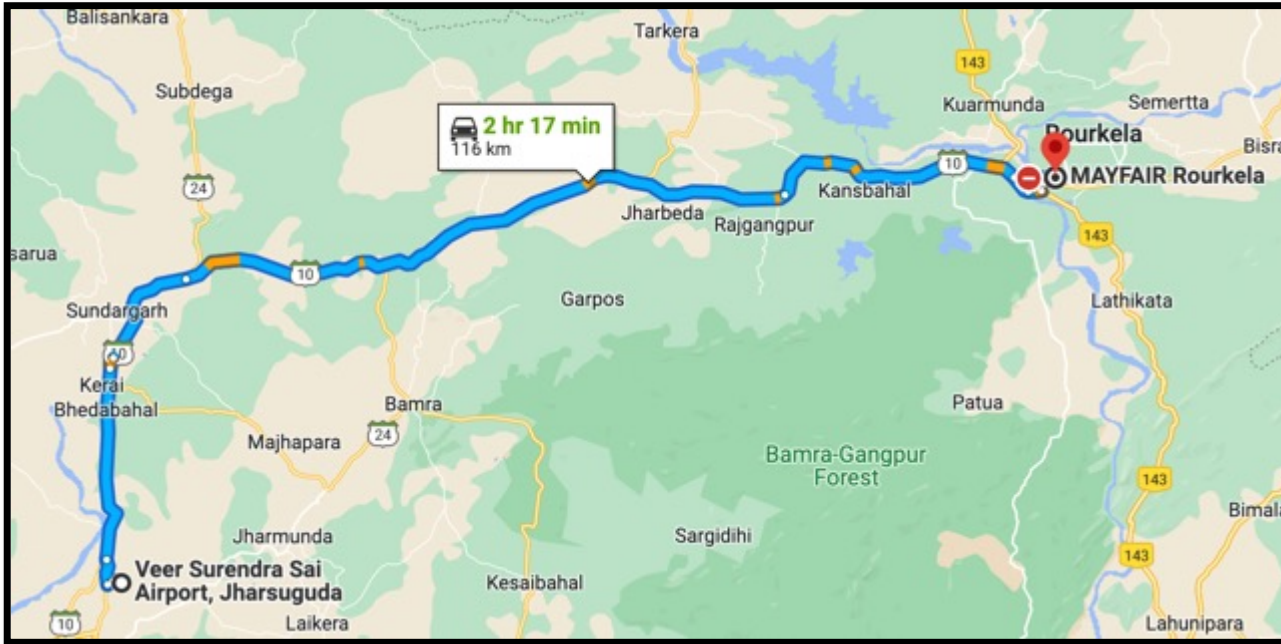 Balisankara
Tarkera
143
Subdega
Kuarmunda
Semertta
2 hr 17 min
116 km
Rourkela
Bisra
24
10
MAYFAIR Rourkela
Kansbahal
Jharbeda
Rajgangpur
143
sarua
10
Garpos
Lathikata
Sundargarh
10
Kerai
Bhedabahal
Bamra
Patua
Majhapara
24
Bamra-Gangpur
Forest
143
Bimala
Jharmunda
Sargidihi
143
Veer Surendra Sai
Airport, Jharsuguda
Kesaibahal
10
Laikera
Lahunipara